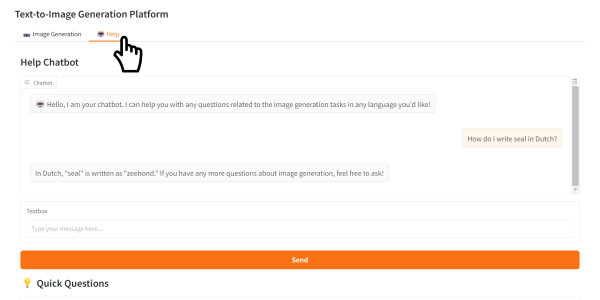 Text-to-Image Generation Platform
Image Generation
Help
Help Chatbot
Chatbot
Hello, I am your chatbot. I can help you with any questions related to the image generation tasks in any language you'd like!
How do I write seal in Dutch?
In Dutch, "seal" is written as "zeehond." If you have any more questions about image generation, feel free to ask!
Textbox
Type your message here...
Send
Quick Questions